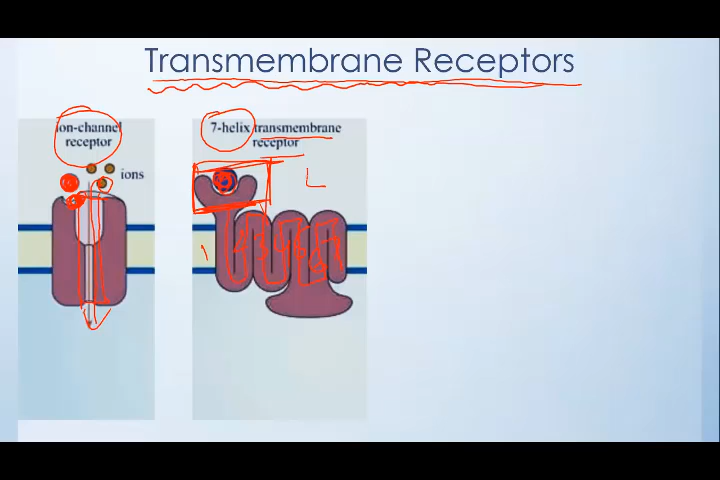 Transmembrane Receptors
ion-channel
receptor
ions
7-helix transmembrane
receptor
L